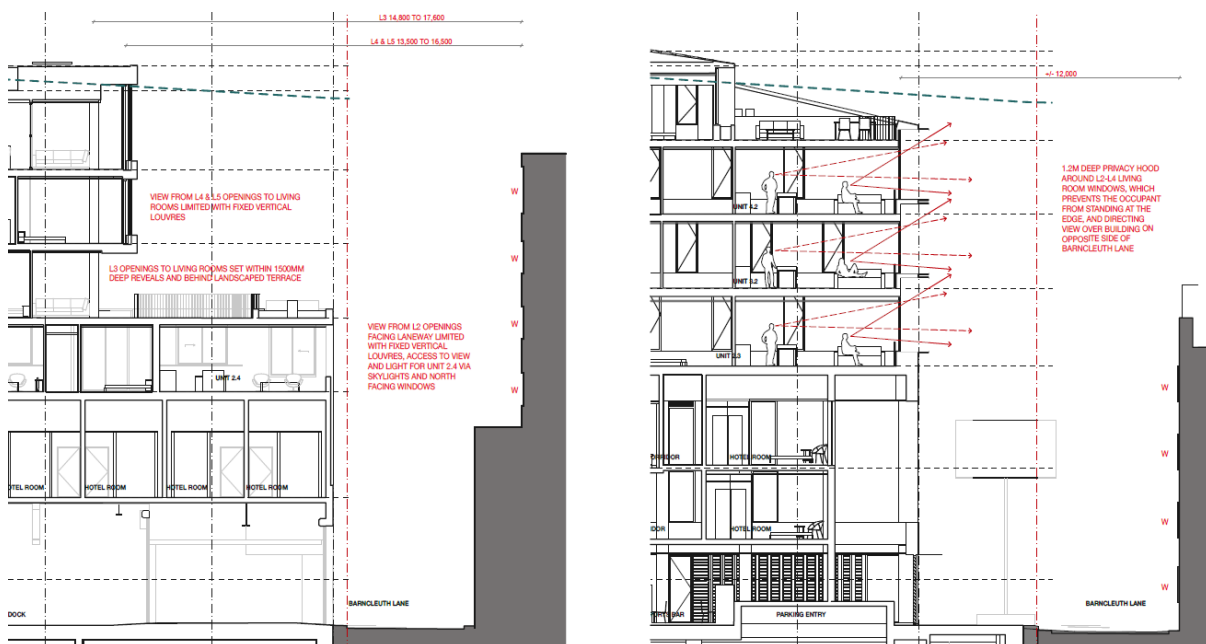 L3 14,800 TO 17,600
L4 & L5 13,500 TO 16,500
VIEW FROM L4 & L5 OPENINGS TO LIVING
ROOMS LIMITED WITH FIXED VERTICAL
LOUVRES
W
W
L3 OPENINGS TO LIVING ROOMS SET WITHIN 1500MM
DEEP REVEALS AND BEHIND LANDSCAPED TERRACE
VIEW FROM L2 OPENINGS
FACING LANEWAY LIMITED
WITH FIXED VERTICAL
LOUVRES, ACCESS TO VIEW
AND LIGHT FOR UNIT 2.4 VIA
SKYLIGHTS AND NORTH
FACING WINDOWS
W
W
UNIT 2.4
OTEL ROOM
HOTEL ROOM
HOTEL ROOM
HOTEL ROOM
BARNCLEUTH LANE
DOCK
+/- 12,000
1.2M DEEP PRIVACY HOOD
AROUND L2-L4 LIVING
ROOM WINDOWS, WHICH
PREVENTS THE OCCUPANT
FROM STANDING AT THE
EDGE, AND DIRECTING
VIEW OVER BUILDING ON
OPPOSITE SIDE OF
BARNCLEUTH LANE
UNIT 4.2
UNIT 3.2
W
HOTEL ROOM
W
HOTEL ROOM
W
W
BARNCLEUTH LANE
PARKING ENTRY